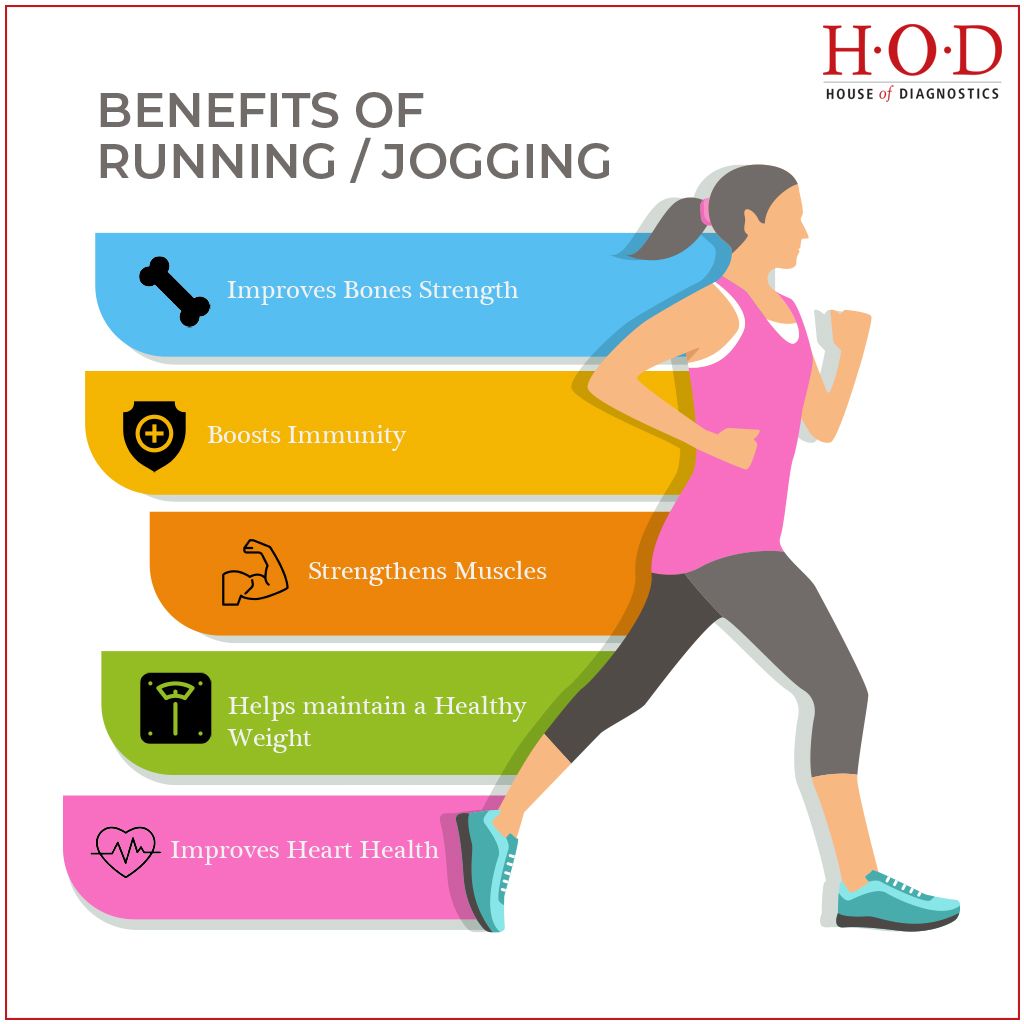 H·O·D
HOUSE of DIAGNOSTICS
BENEFITS OF
RUNNING / JOGGING
Improves Bones Strength
Boosts Immunity
Strengthens Muscles
Helps maintain a Healthy
Weight
Improves Heart Health